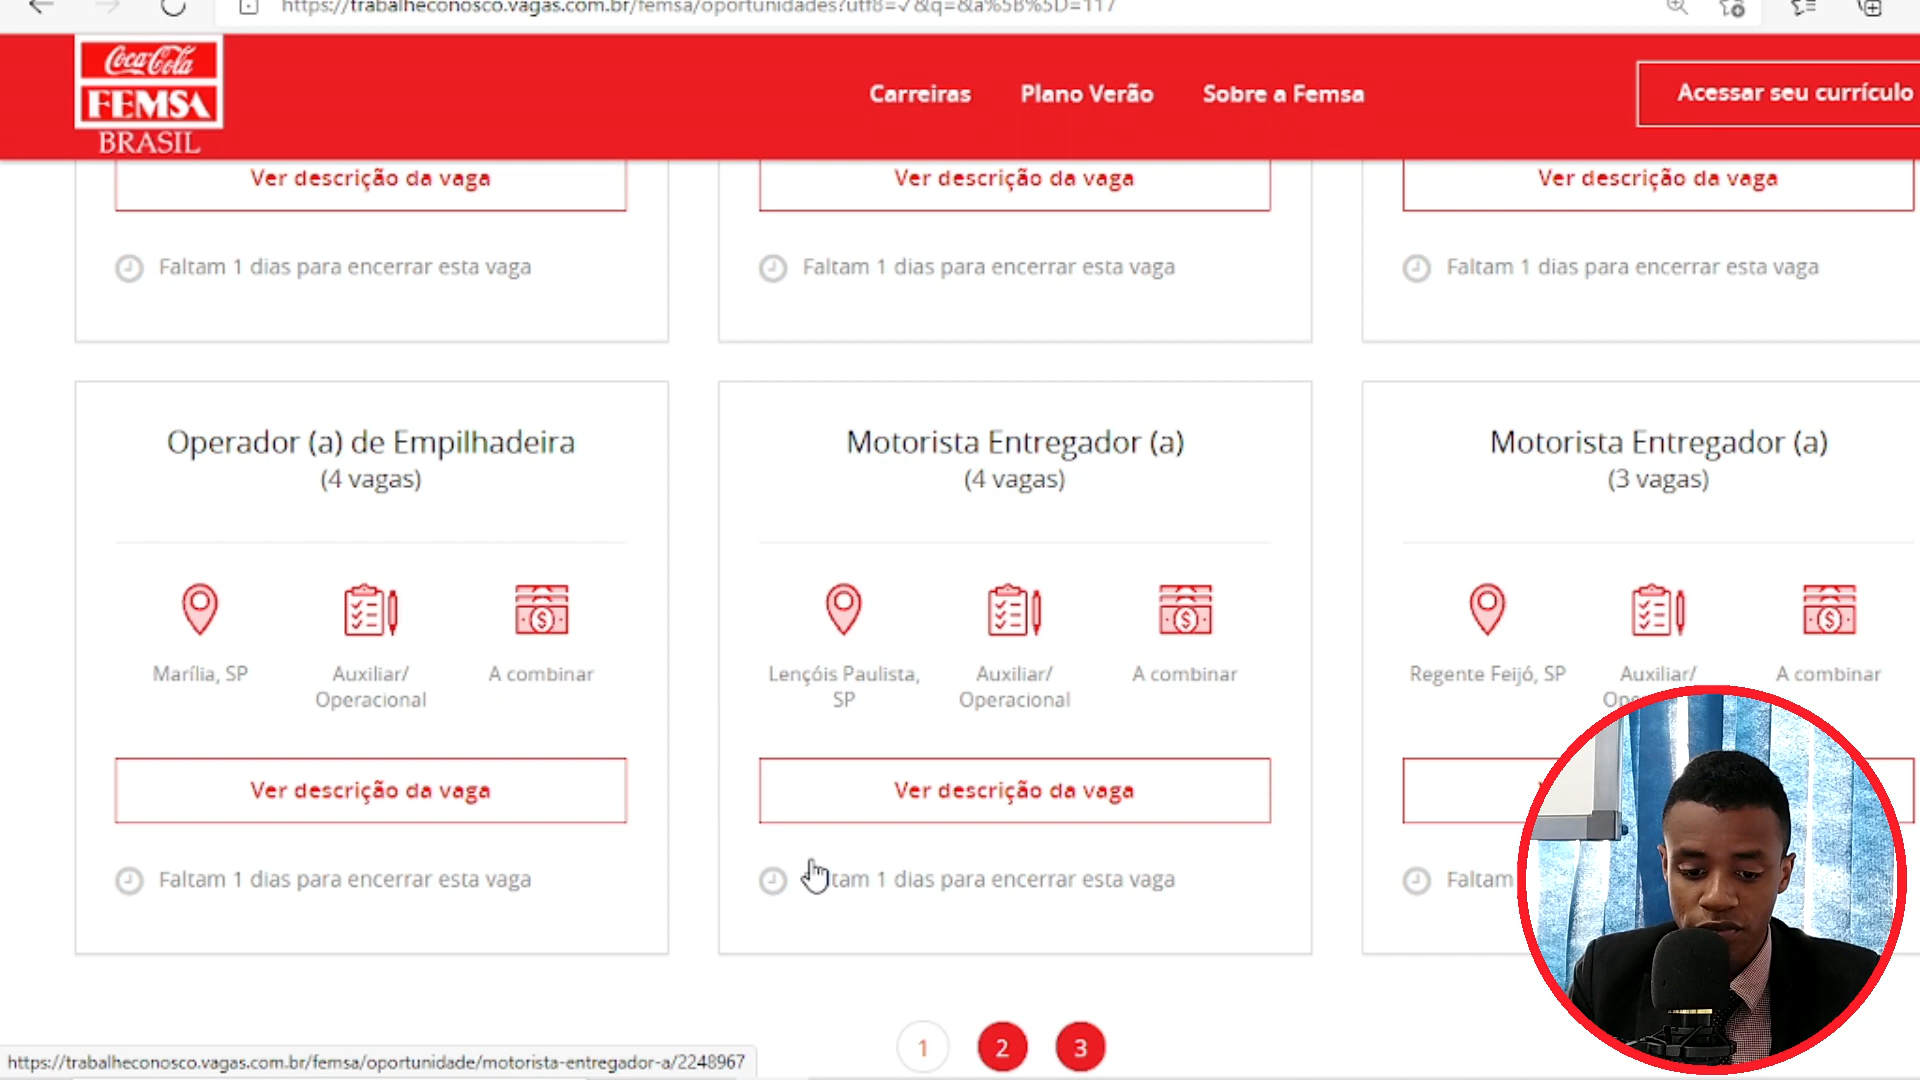 https://trabalheconosco.vagas.com.br/femsa/oportunidades?utf8=✓&q=&a%5B%5D=117
Coca-Cola
FEMSA
BRASIL
Carreiras
Plano Verão
Sobre a Femsa
Acessar seu currículo
Ver descrição da vaga
Ver descrição da vaga
Ver descrição da vaga
Faltam 1 dias para encerrar esta vaga
Faltam 1 dias para encerrar esta vaga
Faltam 1 dias para encerrar esta vaga
Operador (a) de Empilhadeira
(4 vagas)
Marília, SP
Auxiliar/
Operacional
A combinar
Ver descrição da vaga
Faltam 1 dias para encerrar esta vaga
Motorista Entregador (a)
(4 vagas)
Lençóis Paulista,
SP
Auxiliar/
Operacional
A combinar
Ver descrição da vaga
tam 1 dias para encerrar esta vaga
Motorista Entregador (a)
(3 vagas)
Regente Feijó, SP
Auxiliar/
A combinar
Faltam
1
2
3
https://trabalheconosco.vagas.com.br/femsa/oportunidade/motorista-entregador-a/2248967